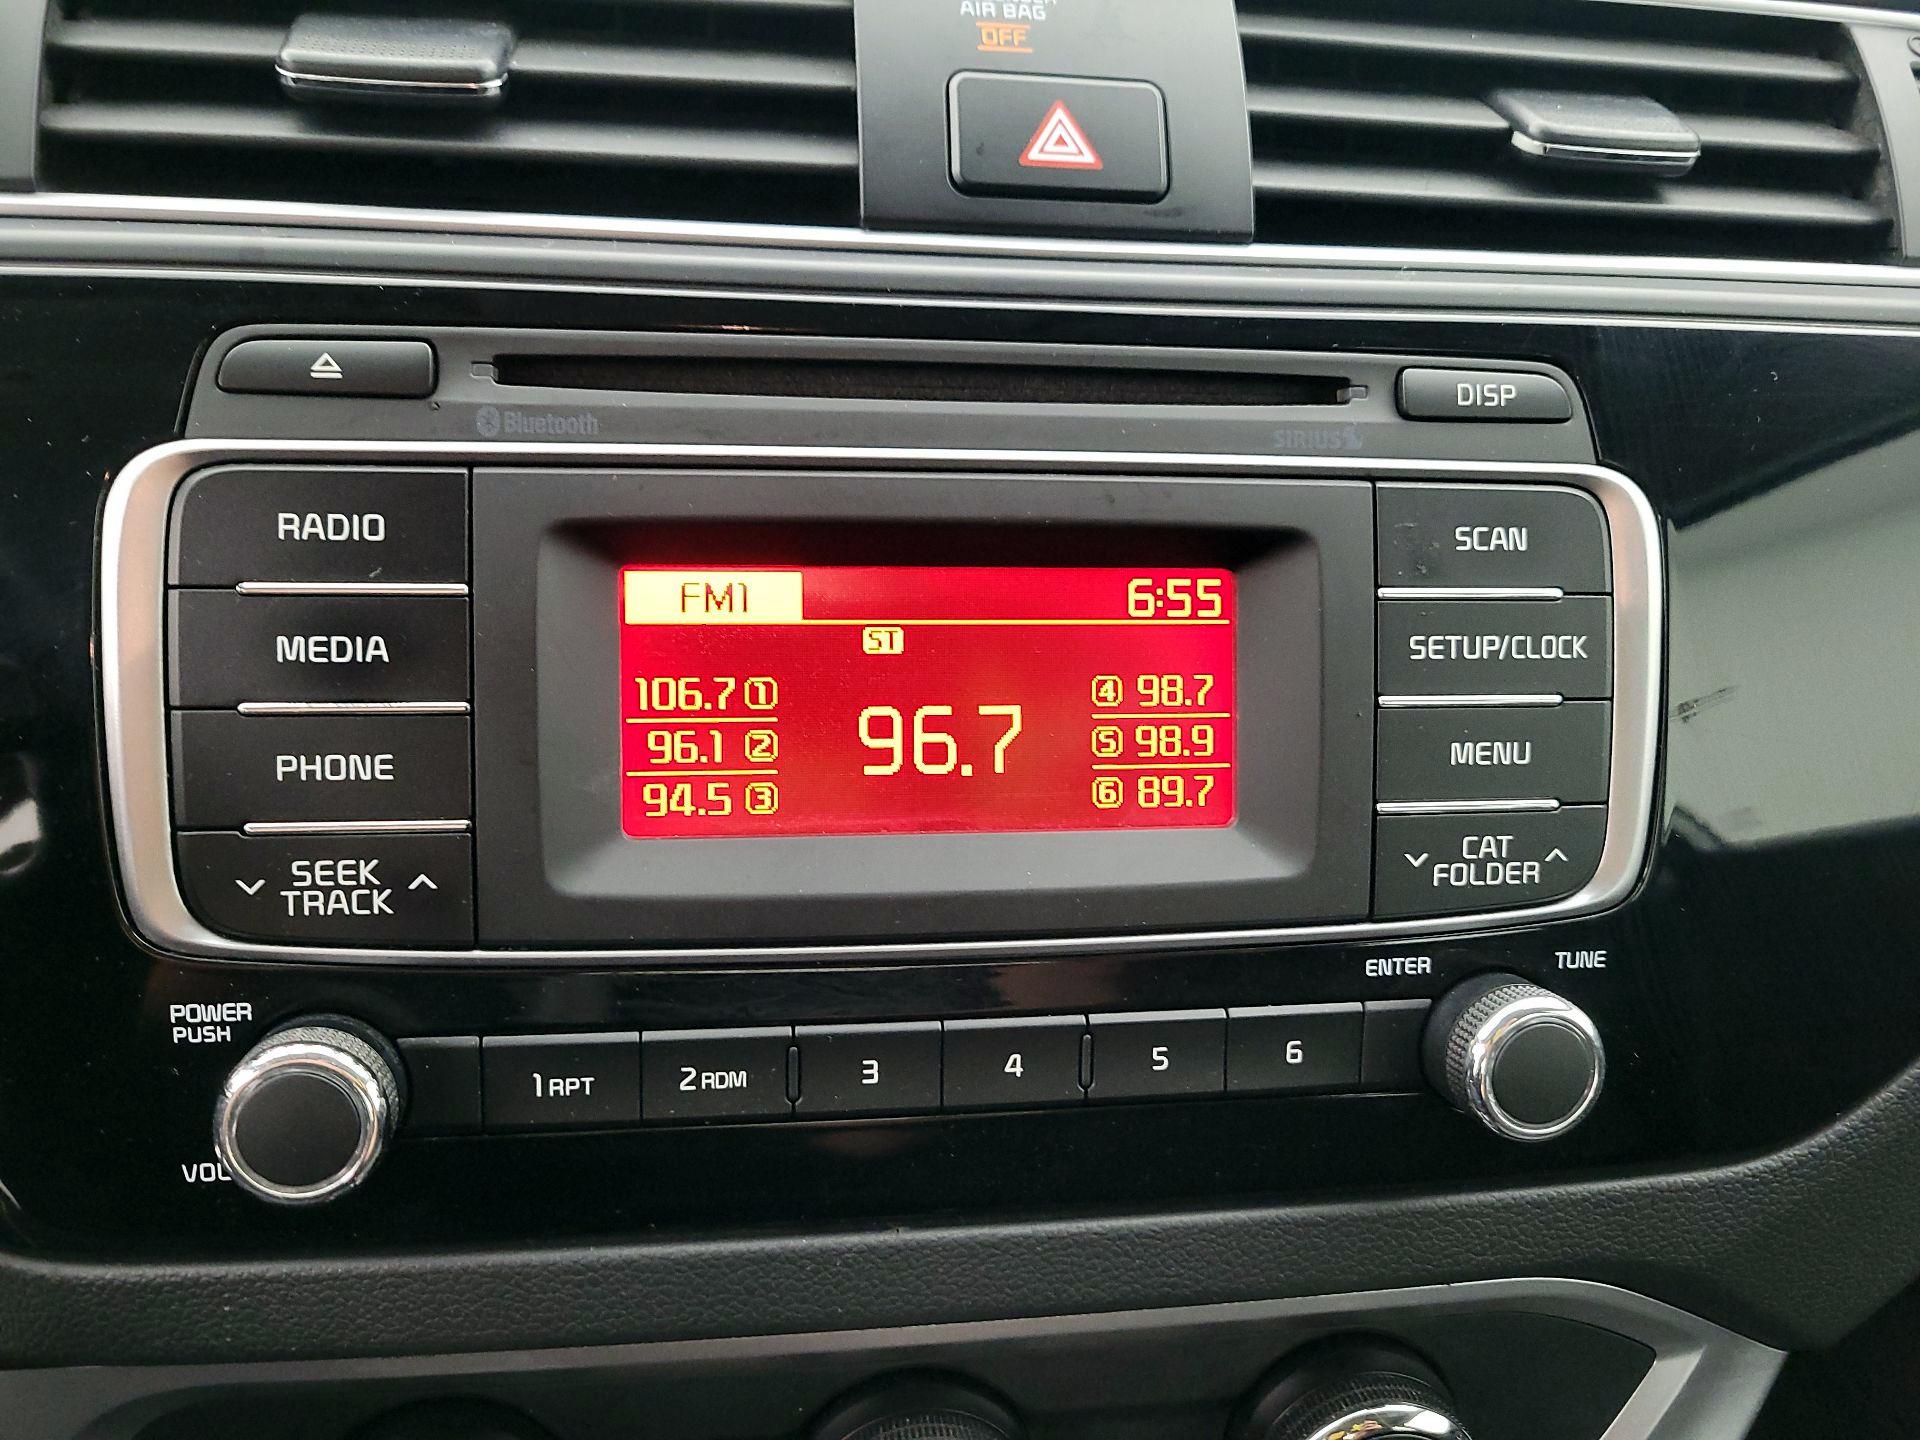 AIR BAG
OFF
DISP
Bluetooth
SIRIUS
RADIO
SCAN
FM1 6:55
ST
MEDIA
SETUP/CLOCK
106.7 1
96.7
4 98.7
96.1 2
5 98.9
94.5 3
6 89.7
PHONE
MENU
SEEK
TRACK
CAT
FOLDER
POWER
PUSH
ENTER
TUNE
1 RPT
2 RDM
3
4
5
6
VOL